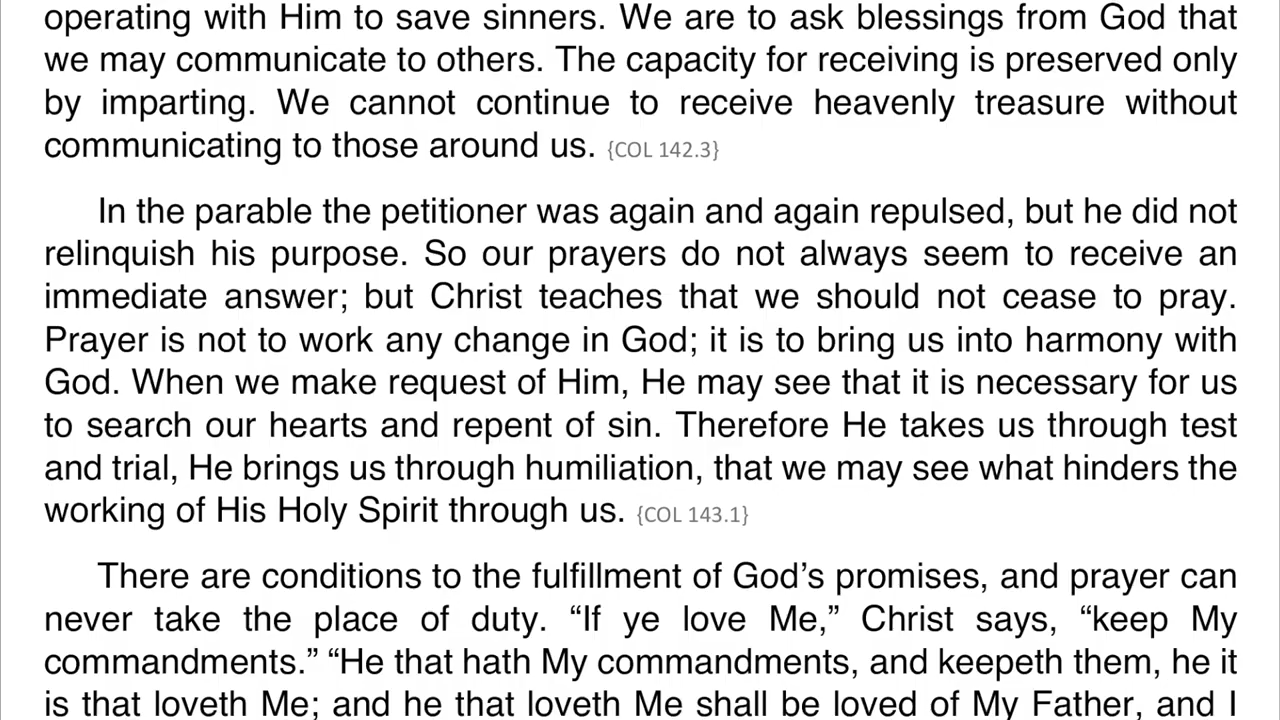 operating with Him to save sinners. We are to ask blessings from God that
we may communicate to others. The capacity for receiving is preserved only
by imparting. We cannot continue to receive heavenly treasure without
communicating to those around us. {COL 142.3}
In the parable the petitioner was again and again repulsed, but he did not
relinquish his purpose. So our prayers do not always seem to receive an
immediate answer; but Christ teaches that we should not cease to pray.
Prayer is not to work any change in God; it is to bring us into harmony with
God. When we make request of Him, He may see that it is necessary for us
to search our hearts and repent of sin. Therefore He takes us through test
and trial, He brings us through humiliation, that we may see what hinders the
working of His Holy Spirit through us. {COL 143.1}
There are conditions to the fulfillment of God’s promises, and prayer can
never take the place of duty. “If ye love Me,” Christ says, “keep My
commandments.” “He that hath My commandments, and keepeth them, he it
is that loveth Me; and he that loveth Me shall be loved of My Father, and I